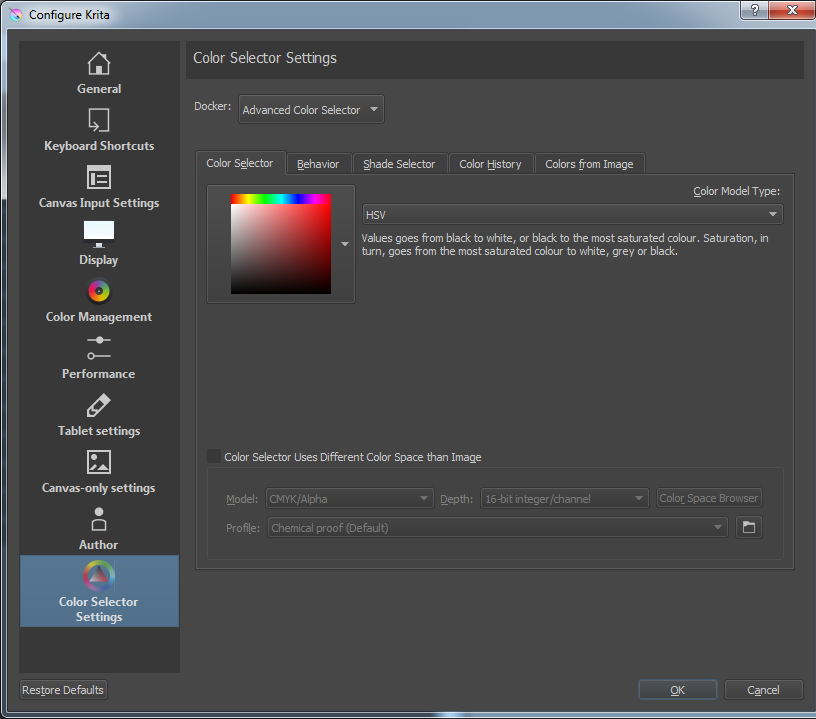 Configure Krita
General
Keyboard Shortcuts
Canvas Input Settings
Display
Color Management
Performance
Tablet settings
Canvas-only settings
Author
Color Selector
Settings
Color Selector Settings
Docker: Advanced Color Selector
Color Selector Behavior Shade Selector Color History Colors from Image
Color Model Type:
HSV
Values goes from black to white, or black to the most saturated colour. Saturation, in
turn, goes from the most saturated colour to white, grey or black.
Color Selector Uses Different Color Space than Image
Model: CMYK/Alpha Depth: 16-bit integer/channel Color Space Browser
Profile: Chemical proof (Default)
Restore Defaults OK Cancel